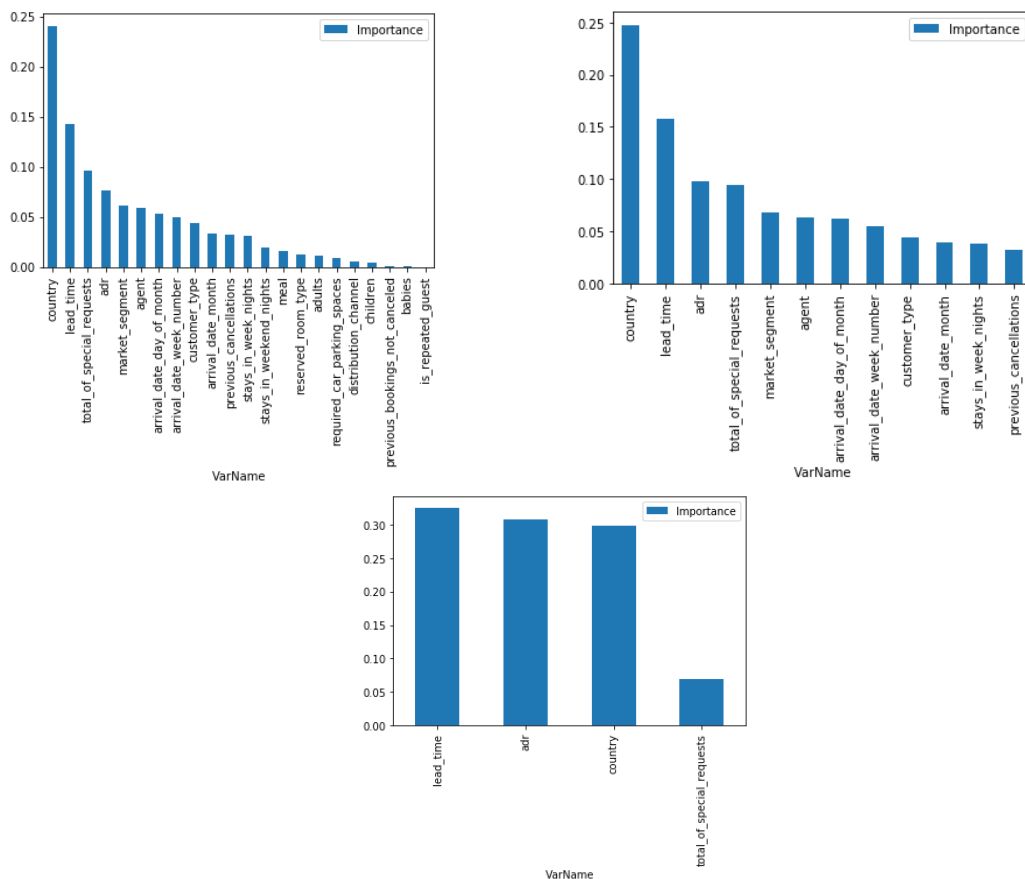 0.25
0.20
0.15
0.10
0.05
0.00
Importance
country
lead_time
total_of_special_requests
adr
market_segment
agent
arrival_date_day_of_month
arrival_date_week_number
customer_type
arrival_date_month
previous_cancellations
stays_in_week_nights
stays_in_weekend_nights
meal
reserved_room_type
adults
required_car_parking_spaces
distribution_channel
children
previous_bookings_not_canceled
babies
is_repeated_guest
VarName
0.25
0.20
0.15
0.10
0.05
0.00
Importance
country
lead_time
adr
total_of_special_requests
market_segment
agent
arrival_date_day_of_month
arrival_date_week_number
customer_type
arrival_date_month
stays_in_week_nights
previous_cancellations
VarName
0.30
0.25
0.20
0.15
0.10
0.05
0.00
Importance
lead_time
adr
country
total_of_special_requests
VarName